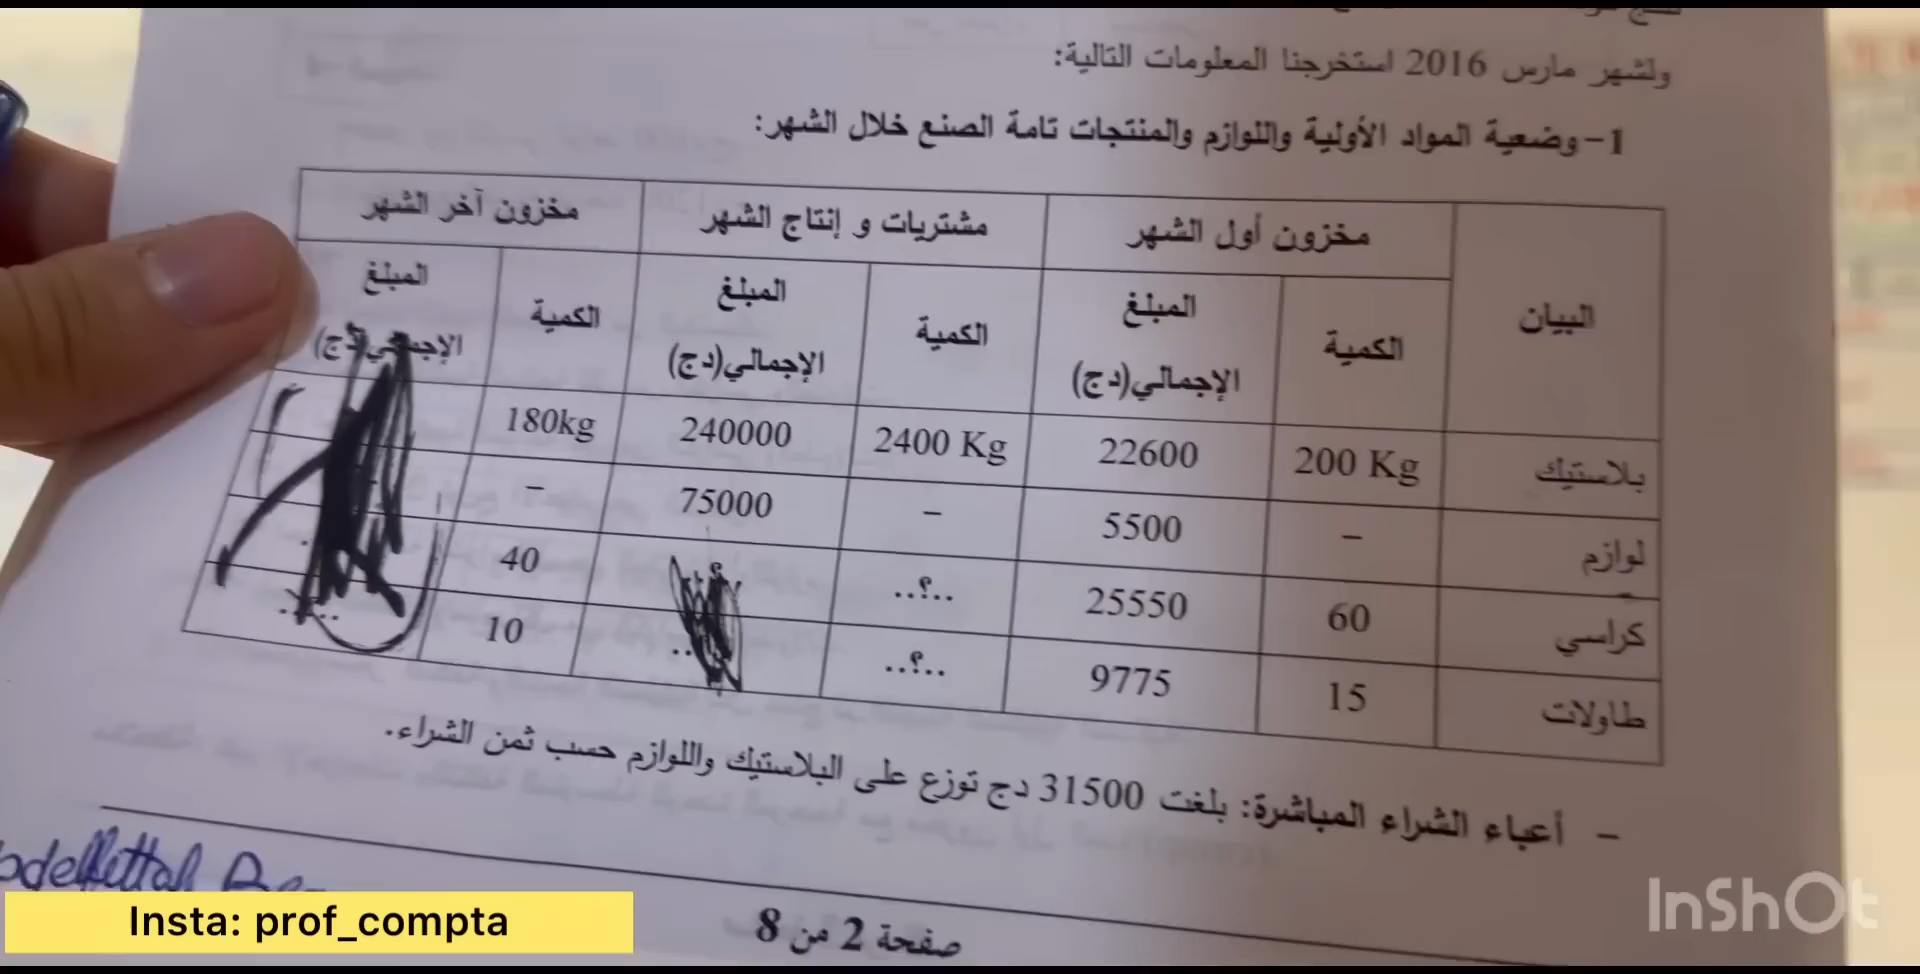 ولشهر مارس 2016 استخرجنا المعلومات التالية:
1- وضعية المواد الأولية واللوازم والمنتجات تامة الصنع خلال الشهر:
البيان مخزون أول الشهر مشتريات و إنتاج الشهر مخزون آخر الشهر
الكمية المبلغ الإجمالي(دج) الكمية المبلغ الإجمالي(دج) الكمية المبلغ الإجمالي(دج)
بلاستيك 200 Kg 22600 2400 Kg 240000 180kg
لوازم – 5500 – 75000 –
كراسي 60 25550 ..؟.. 40
طاولات 15 9775 ..؟.. 10
– أعباء الشراء المباشرة: بلغت 31500 دج توزع على البلاستيك واللوازم حسب ثمن الشراء.
صفحة 2 من 8
Insta: prof_compta
InShOt